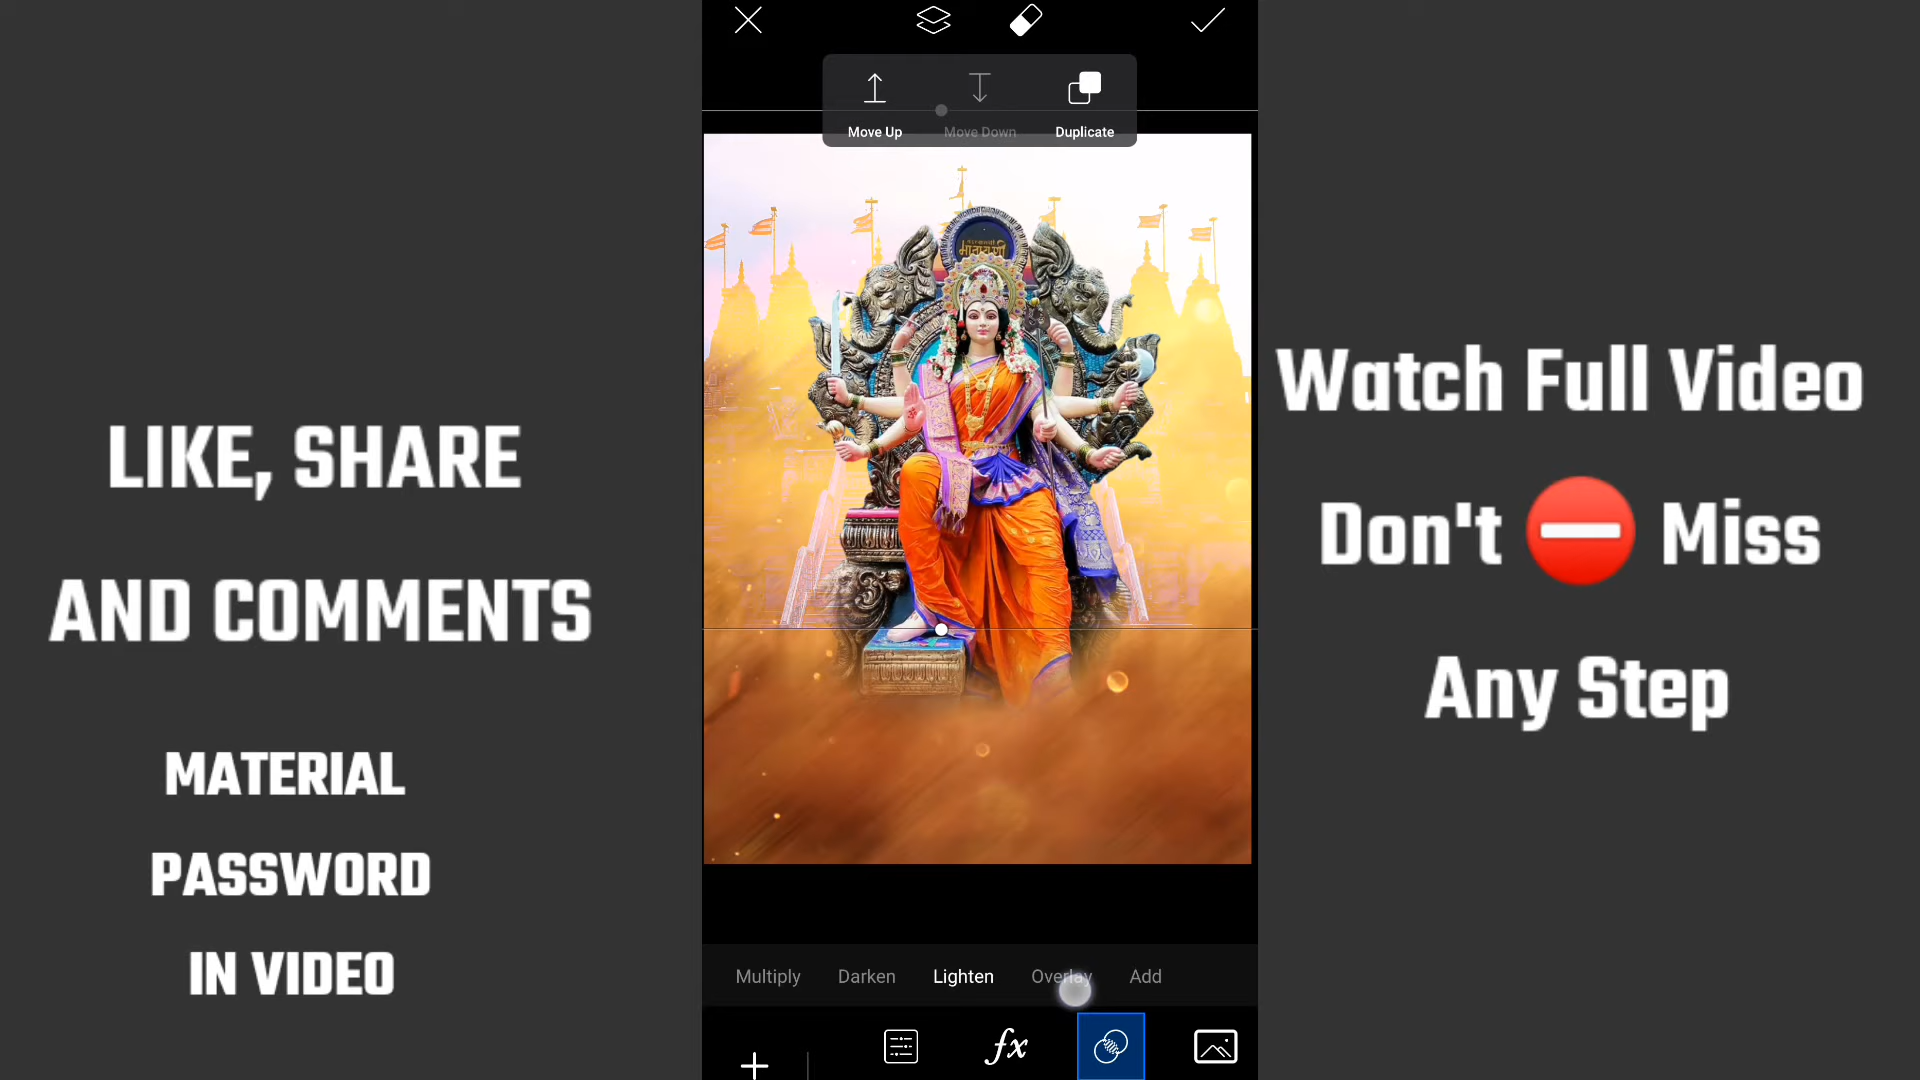 Move Up
Move Down
Duplicate
LIKE, SHARE
AND COMMENTS
MATERIAL
PASSWORD
IN VIDEO
Watch Full Video
Don't ⛔ Miss
Any Step
Multiply
Darken
Lighten
Overlay
Add
fx